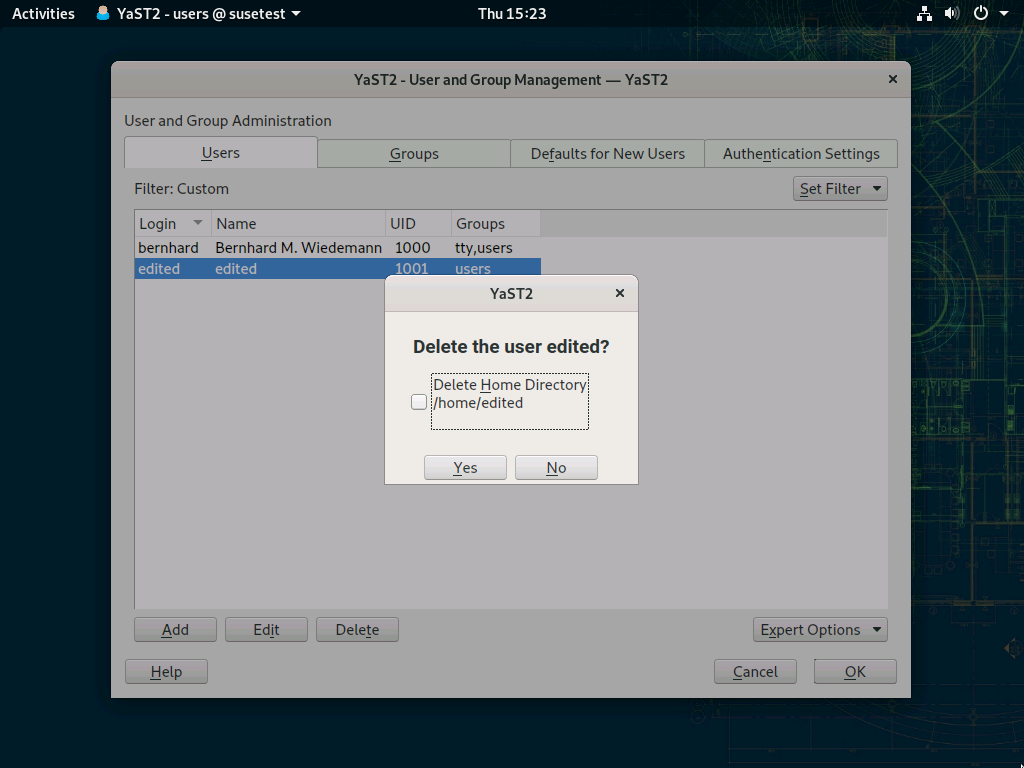 Activities YaST2 - users @ susetest Thu 15:23
YaST2 - User and Group Management — YaST2
User and Group Administration
Users Groups Defaults for New Users Authentication Settings
Filter: Custom Set Filter
Login Name UID Groups
bernhard Bernhard M. Wiedemann 1000 tty,users
edited edited 1001 users
YaST2
Delete the user edited?
Delete Home Directory
/home/edited
Yes No
Add Edit Delete Expert Options
Help Cancel OK